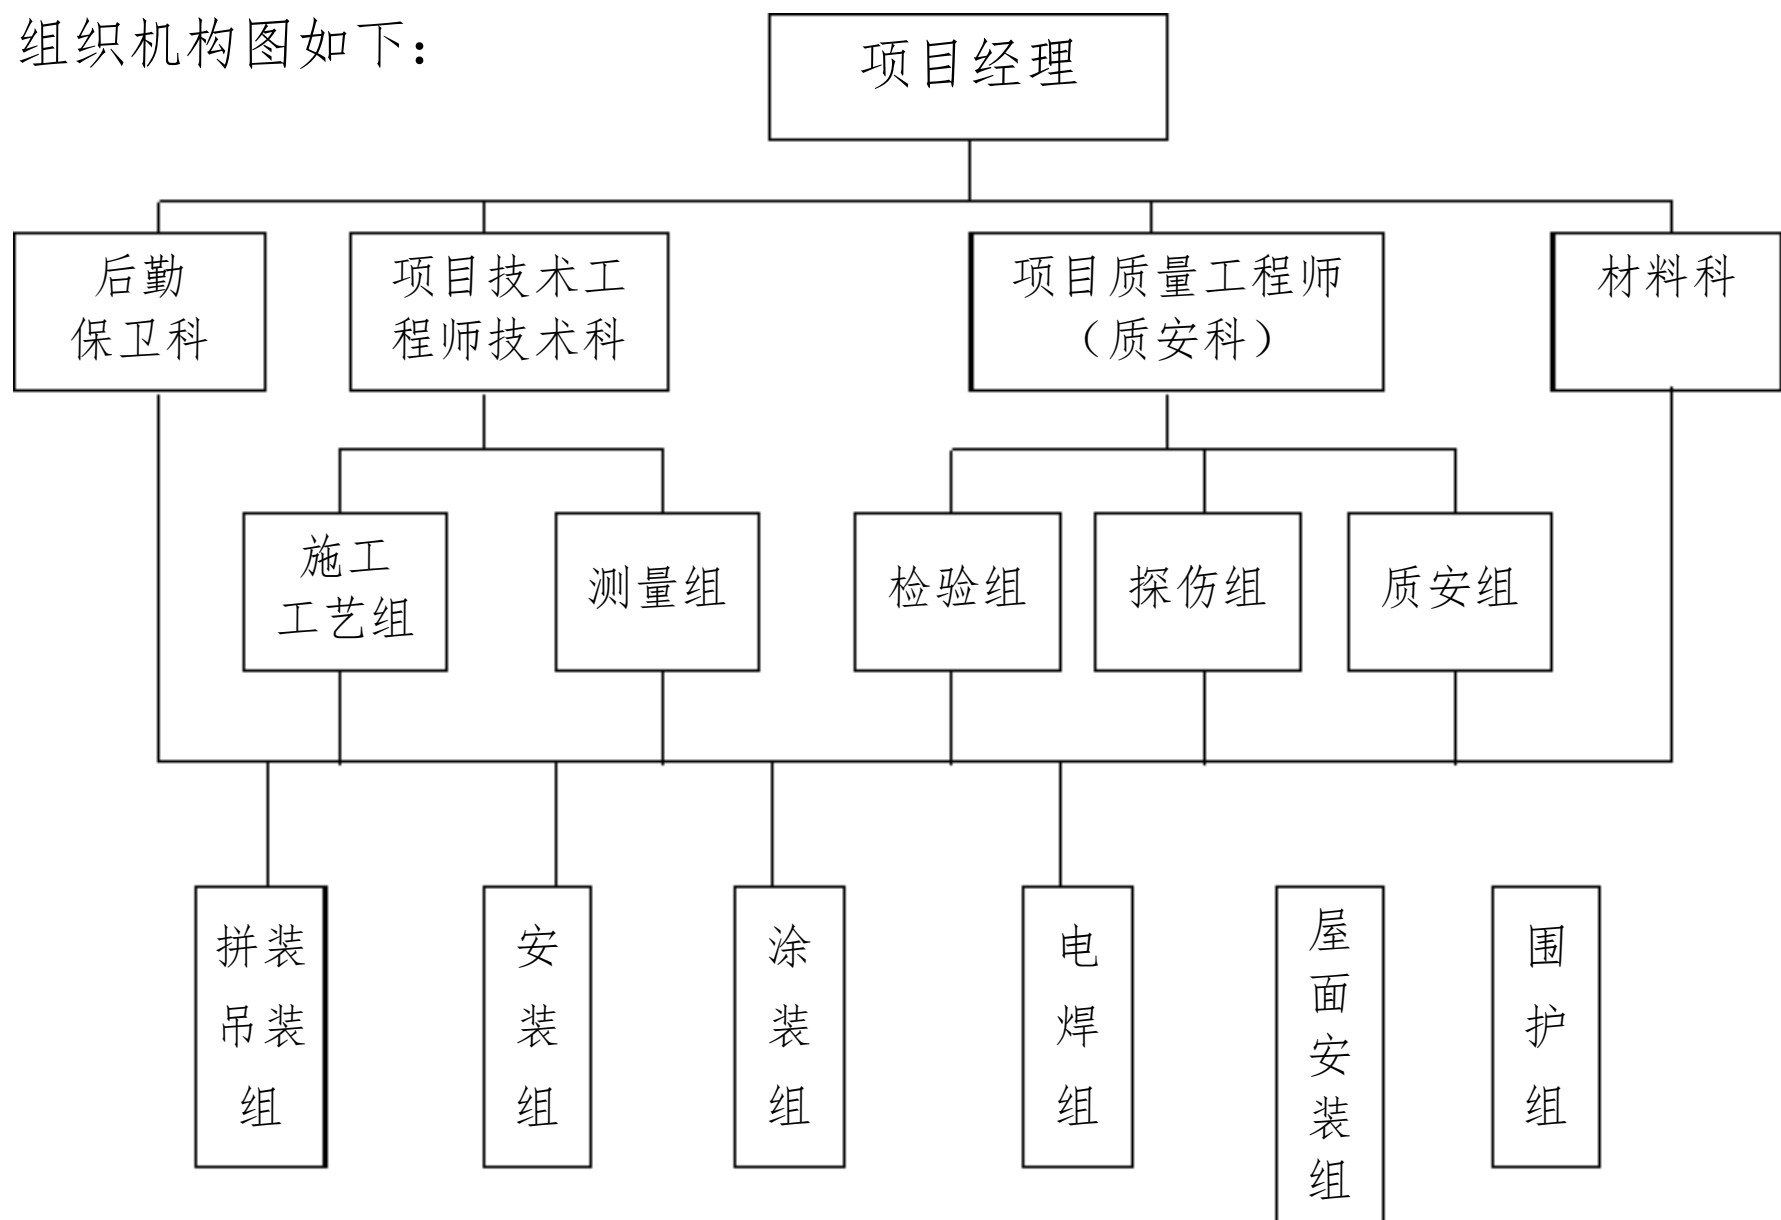 组织机构图如下：
项目经理
后勤
保卫科
项目技术工
程师技术科
项目质量工程师
（质安科）
材料科
施工
工艺组
测量组
检验组
探伤组
质安组
拼装
吊装
组
安
装
组
涂
装
组
电
焊
组
屋
面
安
装
组
围
护
组